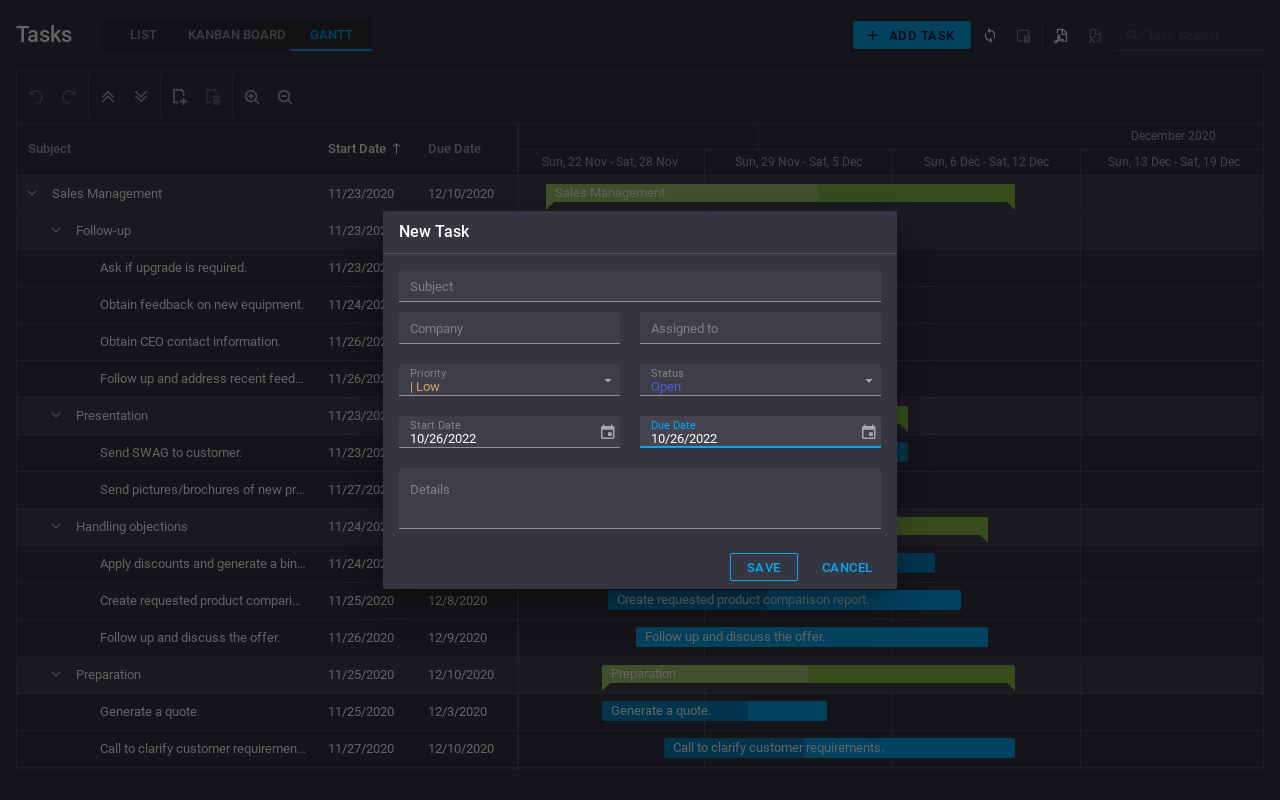 Tasks
LIST
KANBAN BOARD
GANTT
ADD TASK
Task Search
Subject
Start Date
Due Date
December 2020
Sun, 22 Nov - Sat, 28 Nov
Sun, 29 Nov - Sat, 5 Dec
Sun, 6 Dec - Sat, 12 Dec
Sun, 13 Dec - Sat, 19 Dec
Sales Management 11/23/2020 12/10/2020 Sales Management
Follow-up 11/23/202
Ask if upgrade is required. 11/23/202
Obtain feedback on new equipment. 11/24/202
Obtain CEO contact information. 11/26/202
Follow up and address recent feed... 11/26/202
Presentation 11/23/202
Send SWAG to customer. 11/23/202
Send pictures/brochures of new pr... 11/27/202
Handling objections 11/24/202
Apply discounts and generate a bin... 11/24/202
Create requested product compari... 11/25/2020 12/8/2020 Create requested product comparison report.
Follow up and discuss the offer. 11/26/2020 12/9/2020 Follow up and discuss the offer.
Preparation 11/25/2020 12/10/2020 Preparation
Generate a quote. 11/25/2020 12/3/2020 Generate a quote.
Call to clarify customer requiremen... 11/27/2020 12/10/2020 Call to clarify customer requirements.
New Task
Subject
Company
Assigned to
Priority
| Low
Status
Open
Start Date
10/26/2022
Due Date
10/26/2022
Details
SAVE
CANCEL